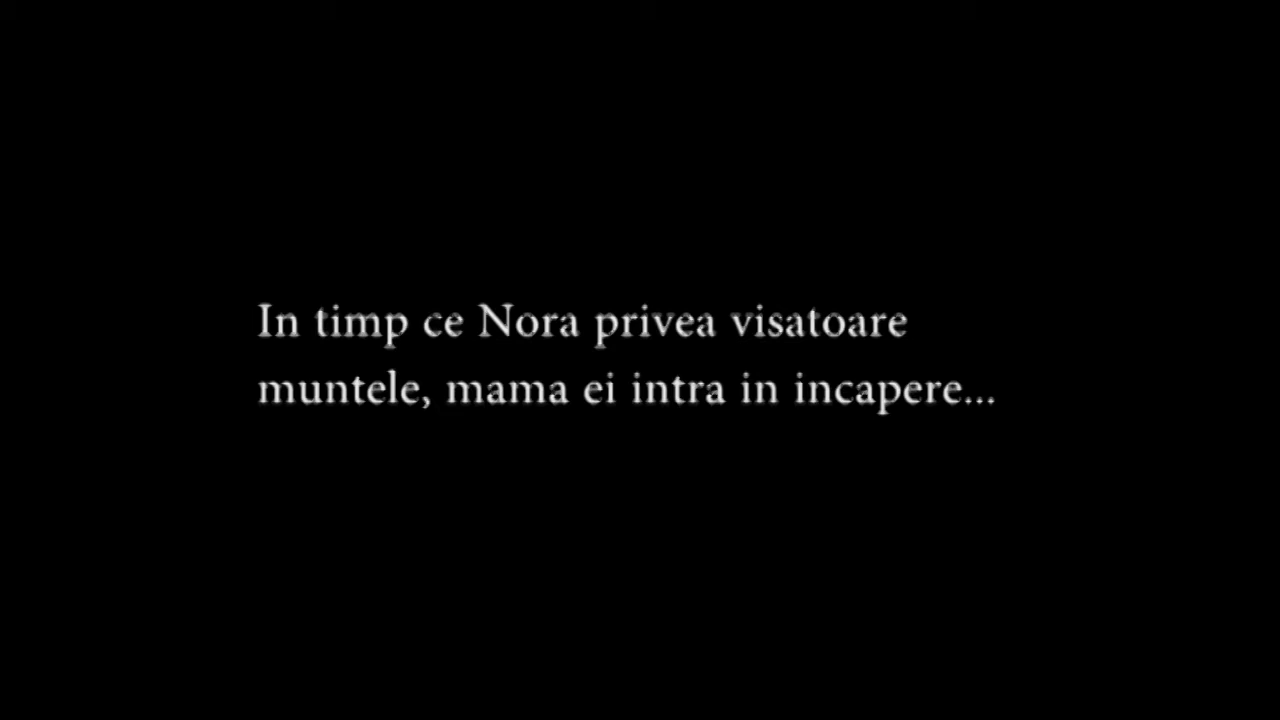 In timp ce Nora privea visatoare
muntele, mama ei intra in incapere...